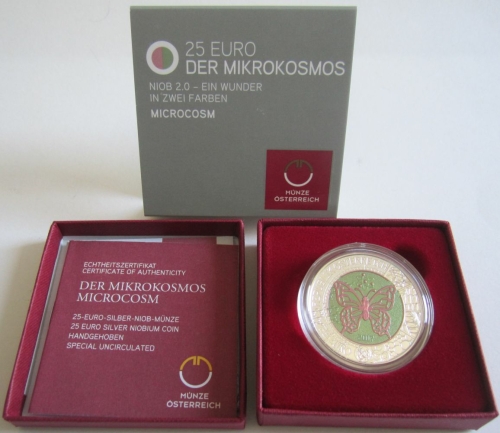 25 EURO
DER MIKROKOSMOS
NIOB 2.0 – EIN WUNDER
IN ZWEI FARBEN
MICROCOSM
MÜNZE
ÖSTERREICH
ECHTHEITSZERTIFIKAT
CERTIFICATE OF AUTHENTICITY
DER MIKROKOSMOS
MICROCOSM
25-EURO-SILBER-NIOB-MÜNZE
25 EURO SILVER NIOBIUM COIN
HANDGEHOBEN
SPECIAL UNCIRCULATED
MÜNZE
ÖSTERREICH